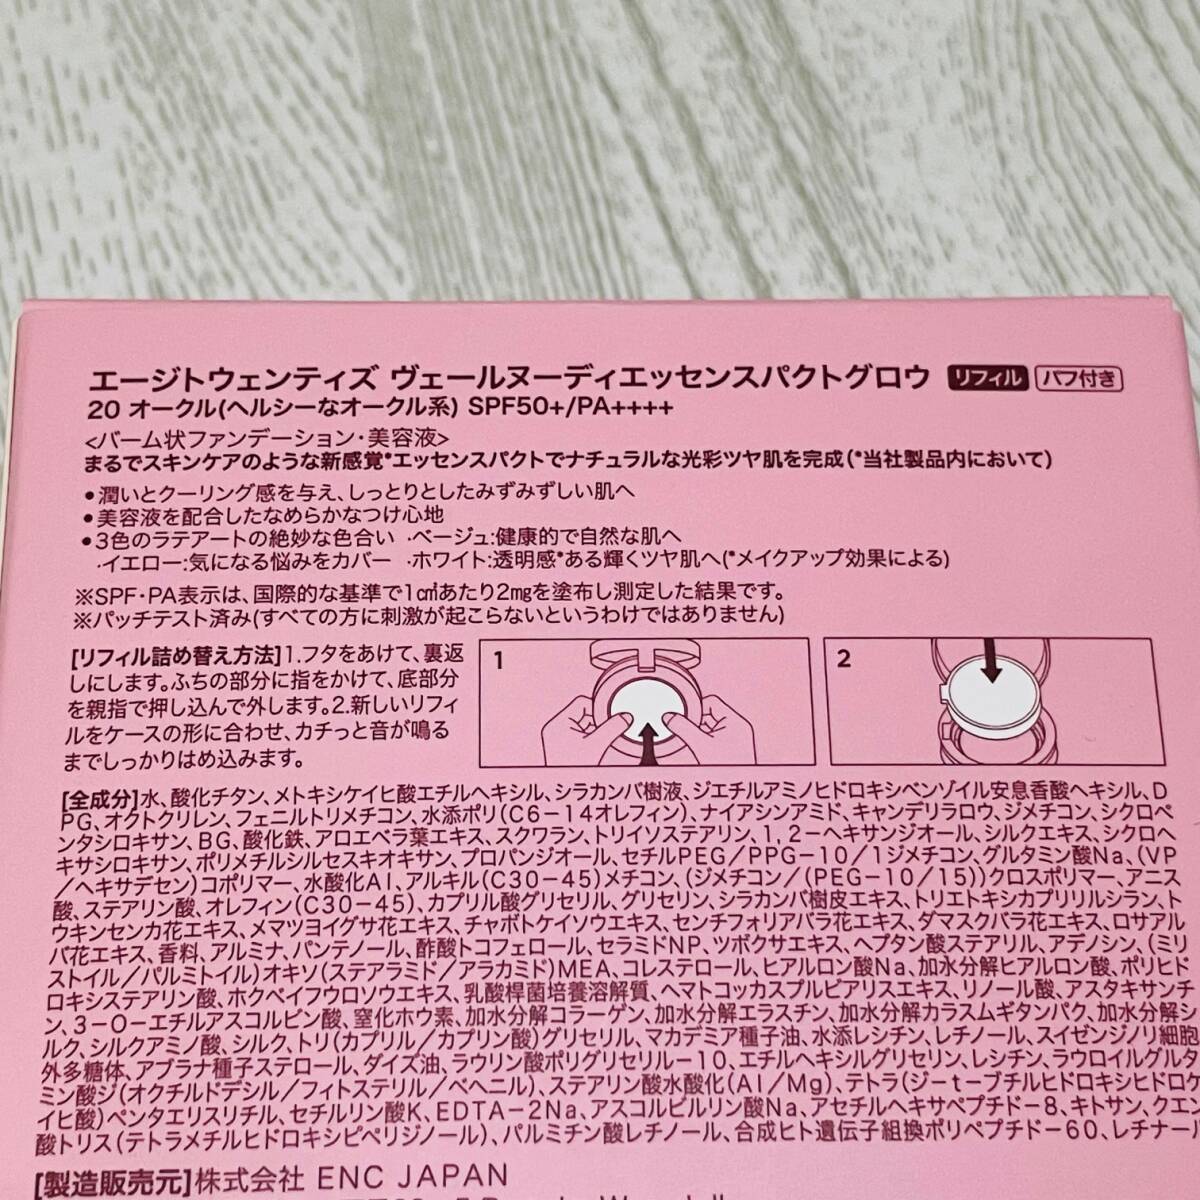 エージトウェンティズ ヴェールヌーディエッセンスパクトグロウ リフィル パフ付き
20 オークル(ヘルシーなオークル系) SPF50+/PA++++
<バーム状ファンデーション・美容液>
まるでスキンケアのような新感覚*エッセンスパクトでナチュラルな光彩ツヤ肌を完成(*当社製品内において)
●潤いとクーリング感を与え、しっとりとしたみずみずしい肌へ
●美容液を配合したなめらかなつけ心地
●3色のラテアートの絶妙な色合い ・ベージュ:健康的で自然な肌へ
・イエロー:気になる悩みをカバー ・ホワイト:透明感*ある輝くツヤ肌へ(*メイクアップ効果による)
※SPF・PA表示は、国際的な基準で1㎠あたり2㎎を塗布し測定した結果です。
※パッチテスト済み(すべての方に刺激が起こらないというわけではありません)
[リフィル詰め替え方法]1.フタをあけて、裏返
しにします。ふちの部分に指をかけて、底部分
を親指で押し込んで外します。2.新しいリフィ
ルをケースの形に合わせ、カチっと音が鳴る
までしっかりはめ込みます。
1
2
[全成分]水、酸化チタン、メトキシケイヒ酸エチルヘキシル、シラカンバ樹液、ジエチルアミノヒドロキシベンゾイル安息香酸ヘキシル、D
PG、オクトクリレン、フェニルトリメチコン、水添ポリ(C6-14オレフィン)、ナイアシンアミド、キャンデリラロウ、ジメチコン、シクロペ
ンタシロキサン、BG、酸化鉄、アロエベラ葉エキス、スクワラン、トリイソステアリン、1,2-ヘキサンジオール、シルクエキス、シクロヘ
キサシロキサン、ポリメチルシルセスキオキサン、プロパンジオール、セチルPEG/PPG-10/1ジメチコン、グルタミン酸Na、(VP
/ヘキサデセン)コポリマー、水酸化Al、アルキル(C30-45)メチコン、(ジメチコン/(PEG-10/15))クロスポリマー、アニス
酸、ステアリン酸、オレフィン(C30-45)、カプリル酸グリセリル、グリセリン、シラカンバ樹皮エキス、トリエトキシカプリリルシラン、ト
ウキンセンカ花エキス、メマツヨイグサ花エキス、チャボトケイソウエキス、センチフォリアバラ花エキス、ダマスクバラ花エキス、ロサアル
バ花エキス、香料、アルミナ、パンテノール、酢酸トコフェロール、セラミドNP、ツボクサエキス、ヘプタン酸ステアリル、アデノシン、(ミリ
ストイル/パルミトイル)オキソ(ステアラミド/アラカミド)MEA、コレステロール、ヒアルロン酸Na、加水分解ヒアルロン酸、ポリヒド
ロキシステアリン酸、ホクベイフウロソウエキス、乳酸桿菌培養溶解質、ヘマトコッカスプルビアリスエキス、リノール酸、アスタキサンチ
ン、3-O-エチルアスコルビン酸、窒化ホウ素、加水分解コラーゲン、加水分解エラスチン、加水分解カラスムギタンパク、加水分解シ
ルク、シルクアミノ酸、シルク、トリ(カプリル/カプリン酸)グリセリル、マカデミア種子油、水添レシチン、レチノール、スイゼンジノリ細胞
外多糖体、アブラナ種子ステロール、ダイズ油、ラウリン酸ポリグリセリル-10、エチルヘキシルグリセリン、レシチン、ラウロイルグルタ
ミン酸ジ(オクチルドデシル/フィトステリル/ベヘニル)、ステアリン酸水酸化(Al/Mg)、テトラ(ジ-t-ブチルヒドロキシヒドロケ
イヒ酸)ペンタエリスリチル、セチルリン酸K、EDTA-2Na、アスコルビルリン酸Na、アセチルヘキサペプチド-8、キトサン、クエン
酸トリス(テトラメチルヒドロキシピペリジノール)、パルミチン酸レチノール、合成ヒト遺伝子組換ポリペプチド-60、レチナール
[製造販売元]株式会社 ENC JAPAN